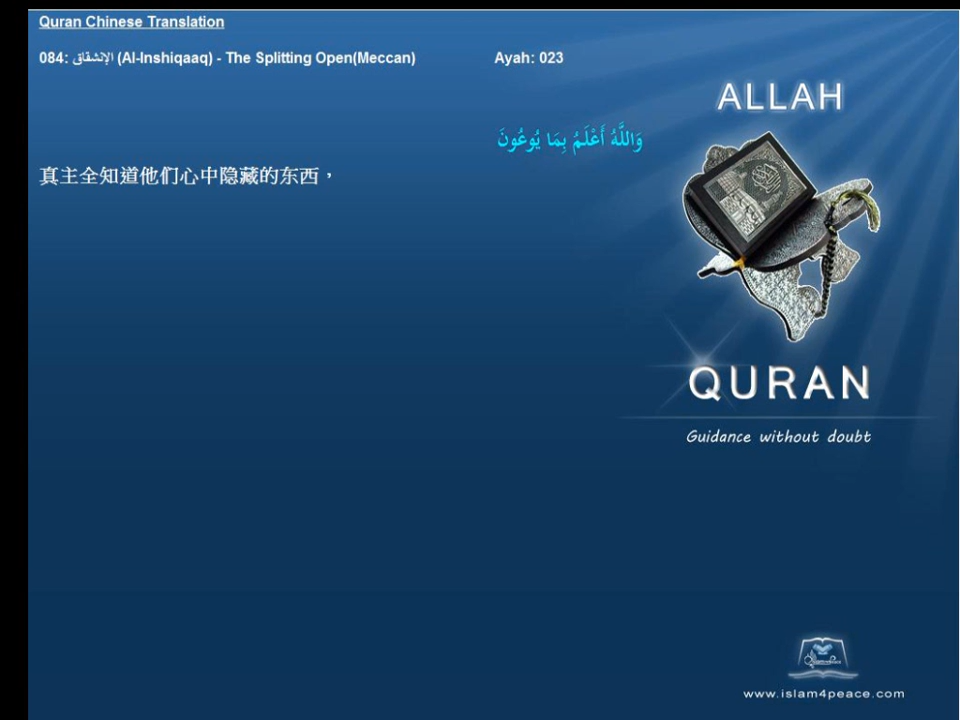 Quran Chinese Translation
084: الإنشقاق (Al-Inshiqaaq) - The Splitting Open(Meccan)
Ayah: 023
ALLAH
وَاللَّهُ أَعْلَمُ بِمَا يُوعُونَ
真主全知道他们心中隐藏的东西，
QURAN
Guidance without doubt
www.islam4peace.com